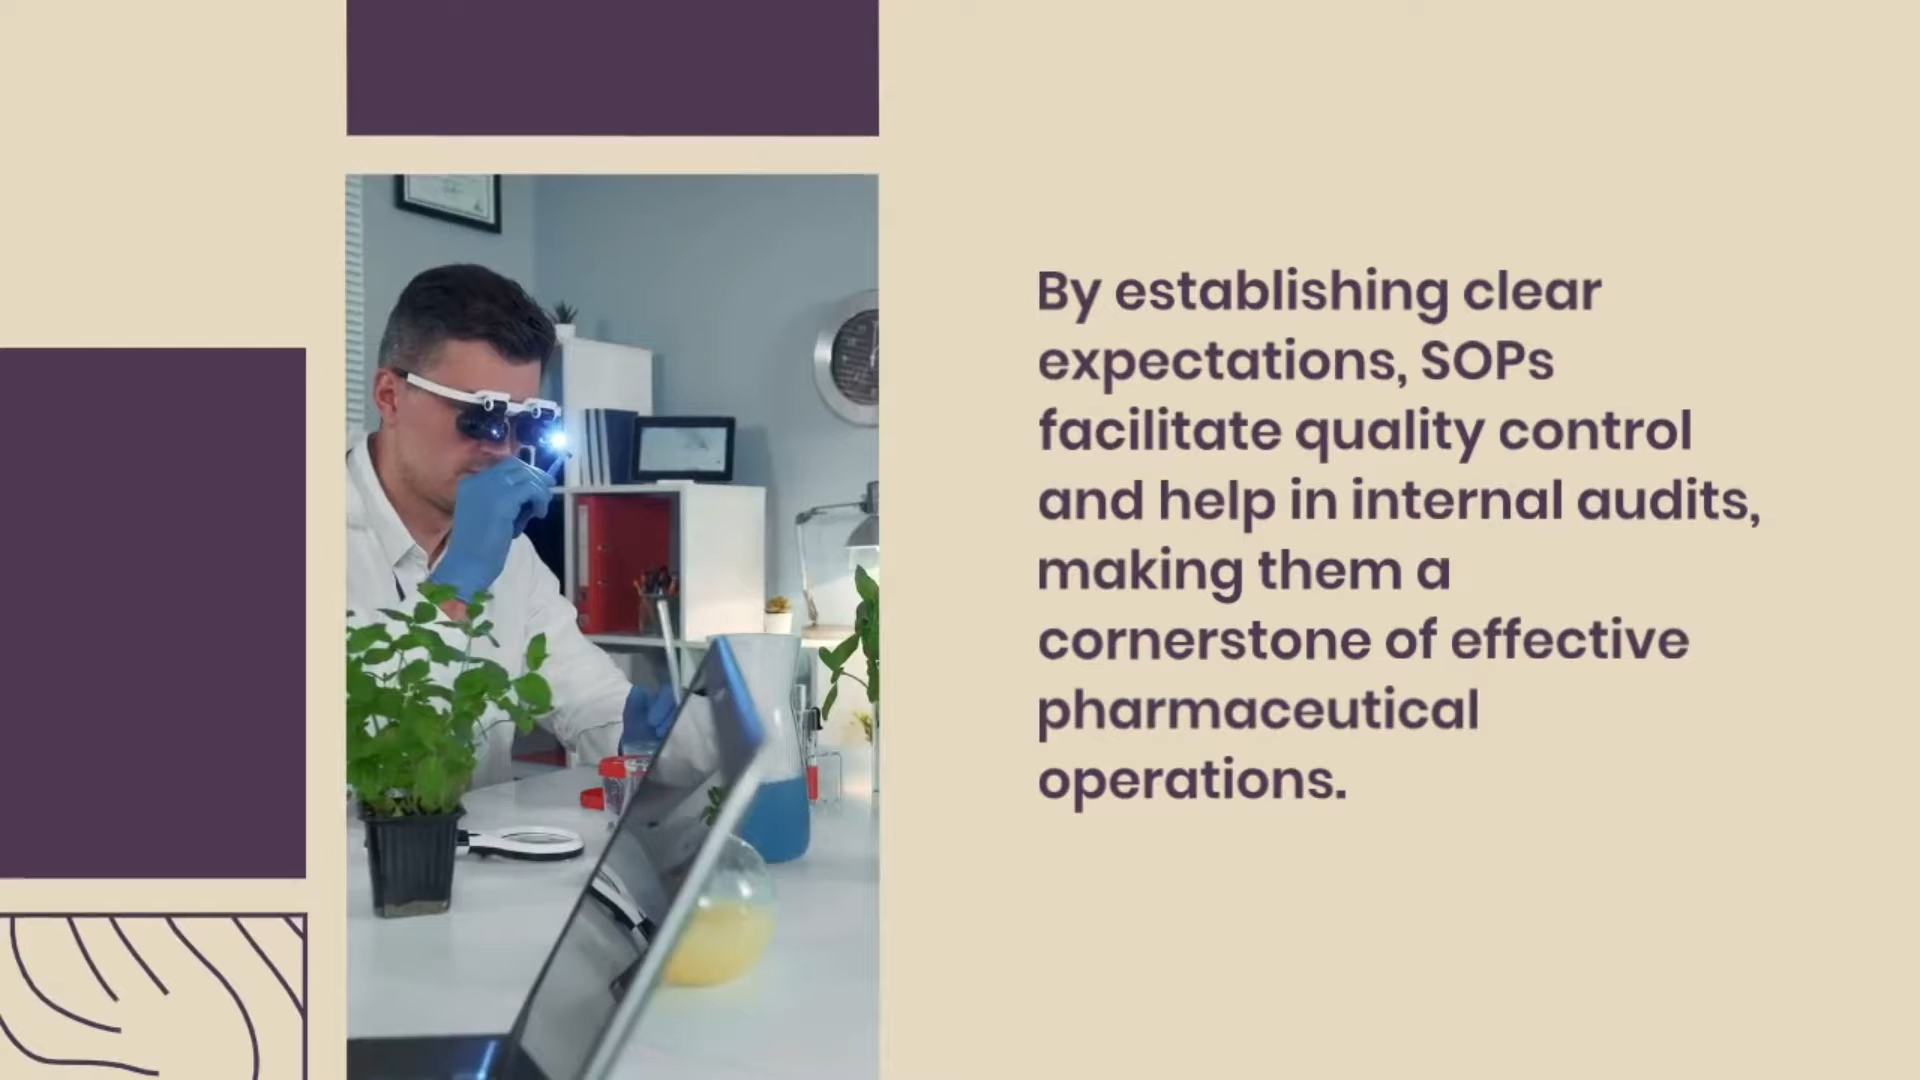 By establishing clear
expectations, SOPs
facilitate quality control
and help in internal audits,
making them a
cornerstone of effective
pharmaceutical
operations.